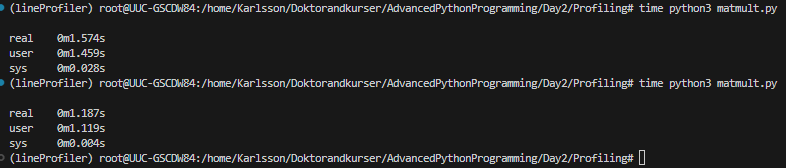 (lineProfiler) root@UUC-GSCDW84:/home/Karlsson/Doktorandkurser/AdvancedPythonProgramming/Day2/Profiling# time python3 matmult.py
real 0m1.574s
user 0m1.459s
sys 0m0.028s
(lineProfiler) root@UUC-GSCDW84:/home/Karlsson/Doktorandkurser/AdvancedPythonProgramming/Day2/Profiling# time python3 matmult.py
real 0m1.187s
user 0m1.119s
sys 0m0.004s
(lineProfiler) root@UUC-GSCDW84:/home/Karlsson/Doktorandkurser/AdvancedPythonProgramming/Day2/Profiling#